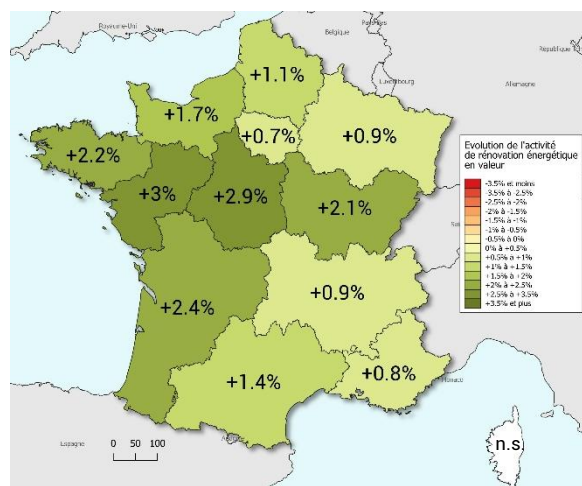 Royaume-Uni
Belgique
Pays-Bas
République T
Luxembourg
Allemagne
+1.1%
+1.7%
+0.7%
+0.9%
+2.2%
+3%
+2.9%
+2.1%
+2.4%
+0.9%
+1.4%
+0.8%
Monaco
Espagne
0 50 100
n.s.
Evolution de l'activité
de rénovation énergétique
en valeur
-3.5% et moins
-3.5% à -2.5%
-2.5% à -2%
-2% à -1.5%
-1.5% à -1%
-1% à -0.5%
-0.5% à 0%
0% à +0.5%
+0.5% à +1%
+1% à +1.5%
+1.5% à +2%
+2% à +2.5%
+2.5% à +3.5%
+3.5% et plus